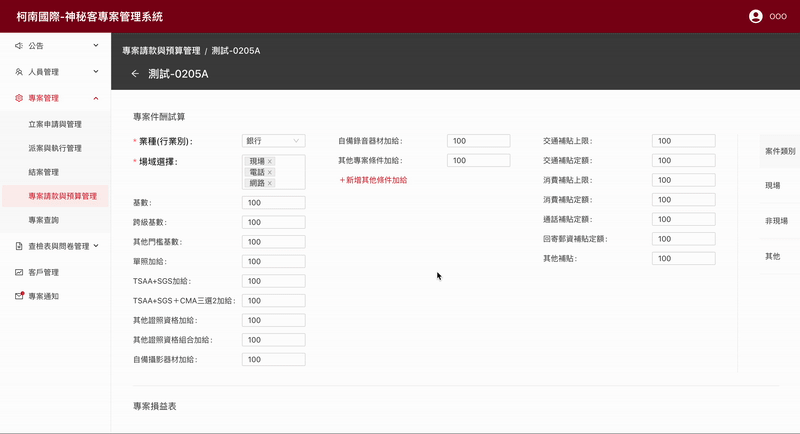 柯南國際-神秘客專案管理系統
OOO
公告
人員管理
專案管理
立案申請與管理
派案與執行管理
結案管理
專案請款與預算管理
專案查詢
查檢表與問卷管理
客戶管理
專案通知
專案請款與預算管理 / 測試-0205A
← 測試-0205A
專案件酬試算
* 業種(行業別): 銀行
* 場域選擇: 現場 ×
電話 ×
網路 ×
基數: 100
跨級基數: 100
其他門檻基數: 100
單照加給: 100
TSAA+SGS加給: 100
TSAA+SGS+CMA三選2加給: 100
其他證照資格加給: 100
其他證照資格組合加給: 100
自備攝影器材加給: 100
自備錄音器材加給: 100
其他專案條件加給: 100
+新增其他條件加給
交通補貼上限: 100
交通補貼定額: 100
消費補貼上限: 100
消費補貼定額: 100
通話補貼定額: 100
回寄郵資補貼定額: 100
其他補貼: 100
案件類別
現場
非現場
其他
專案損益表